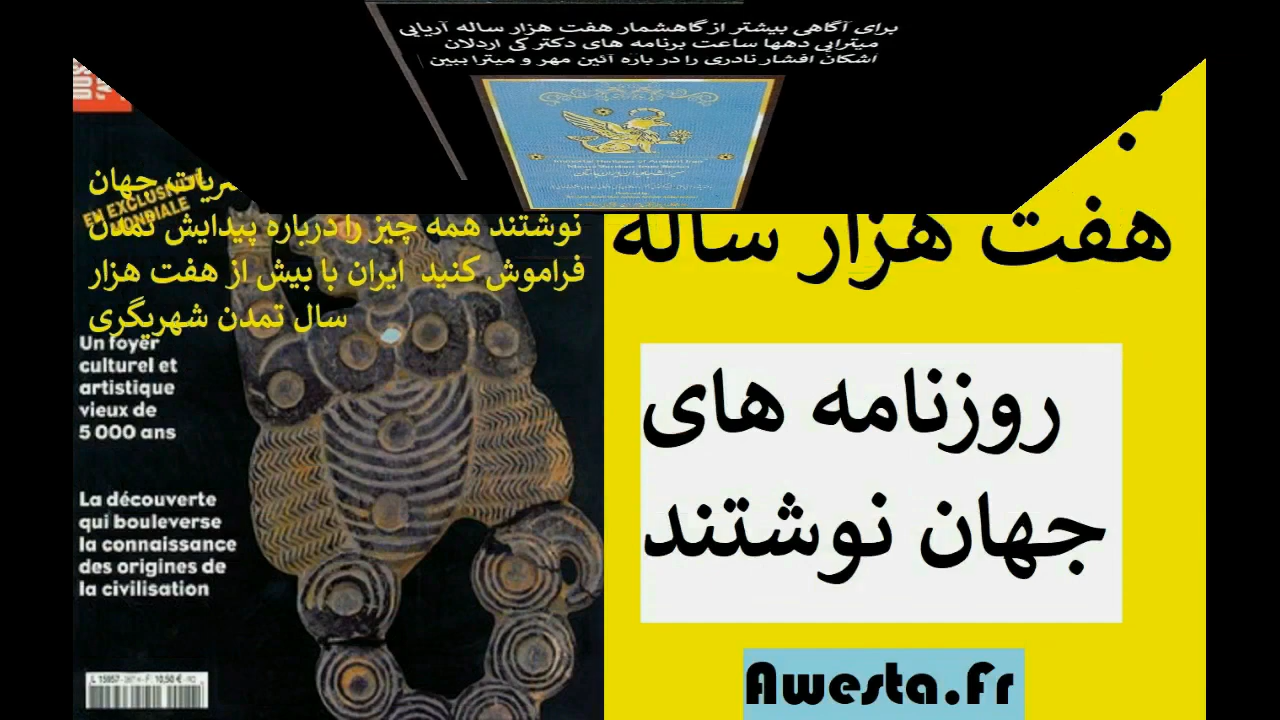 برای آگاهی بیشتر از گاهشمار هفت هزار ساله آریایی
میترایی دهها ساعت برنامه های دکتر کی اردلان
اشکان افشار نادری را در باره آئین مهر و میترا ببین
جهان
EN EXCLUSIVITÉ
MONDIALE
نوشتند همه چیز را درباره پیدایش تمدن
فراموش کنید ایران با بیش از هفت هزار
سال تمدن شهریگری
Un foyer
culturel et
artistique
vieux de
5 000 ans
La découverte
qui bouleverse
la connaissance
des origines de
la civilisation
هفت هزار ساله
روزنامه های
جهان نوشتند
Awesta.Fr